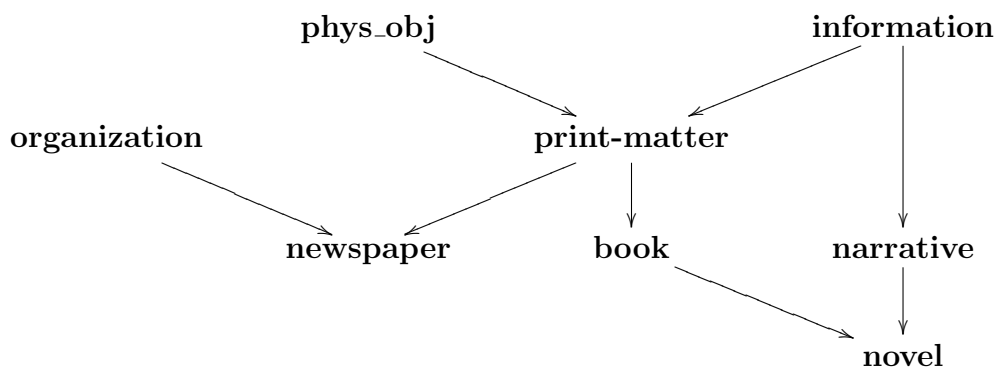 phys_obj information
organization print-matter
newspaper book narrative
novel